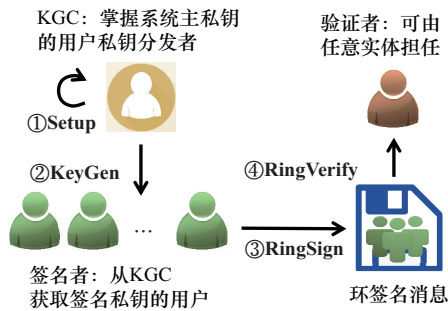 KGC：掌握系统主私钥
的用户私钥分发者
验证者：可由
任意实体担任
①Setup
②KeyGen
④RingVerify
...
③RingSign
签名者：从KGC
获取签名私钥的用户
环签名消息